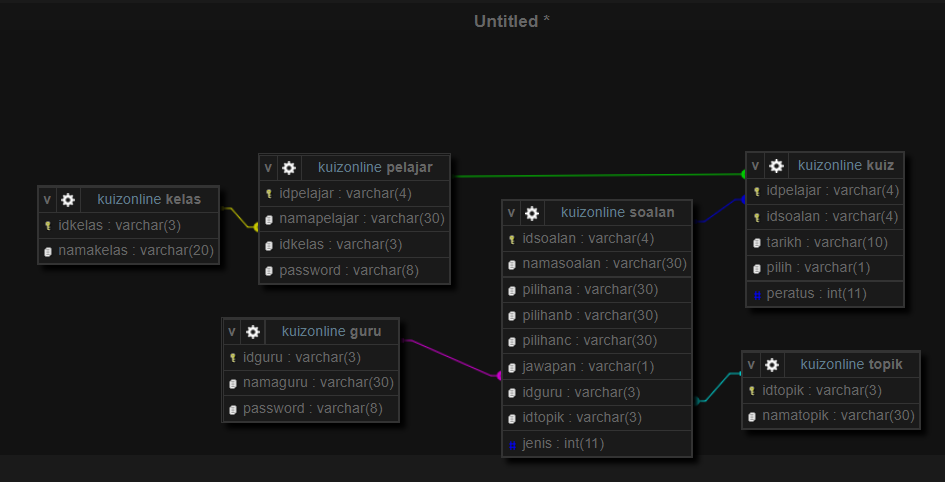 Untitled *
v kuizonline kelas
idkelas : varchar(3)
namakelas : varchar(20)
v kuizonline pelajar
idpelajar : varchar(4)
namapelajar : varchar(30)
idkelas : varchar(3)
password : varchar(8)
v kuizonline guru
idguru : varchar(3)
namaguru : varchar(30)
password : varchar(8)
v kuizonline soalan
idsoalan : varchar(4)
namasoalan : varchar(30)
pilihana : varchar(30)
pilihanb : varchar(30)
pilihanc : varchar(30)
jawapan : varchar(1)
idguru : varchar(3)
idtopik : varchar(3)
jenis : int(11)
v kuizonline kuiz
idpelajar : varchar(4)
idsoalan : varchar(4)
tarikh : varchar(10)
pilih : varchar(1)
peratus : int(11)
v kuizonline topik
idtopik : varchar(3)
namatopik : varchar(30)